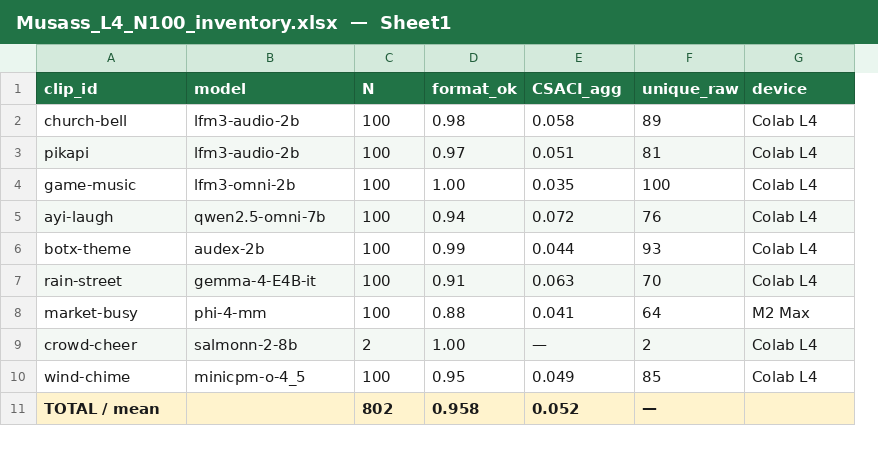 Musass_L4_N100_inventory.xlsx — Sheet1
A B C D E F G
1 clip_id model N format_ok CSACI_agg unique_raw device
2 church-bell lfm3-audio-2b 100 0.98 0.058 89 Colab L4
3 pikapi lfm3-audio-2b 100 0.97 0.051 81 Colab L4
4 game-music lfm3-omni-2b 100 1.00 0.035 100 Colab L4
5 ayi-laugh qwen2.5-omni-7b 100 0.94 0.072 76 Colab L4
6 botx-theme audex-2b 100 0.99 0.044 93 Colab L4
7 rain-street gemma-4-E4B-it 100 0.91 0.063 70 Colab L4
8 market-busy phi-4-mm 100 0.88 0.041 64 M2 Max
9 crowd-cheer salmonn-2-8b 2 1.00 — 2 Colab L4
10 wind-chime minicpm-o-4_5 100 0.95 0.049 85 Colab L4
11 TOTAL / mean 802 0.958 0.052 —